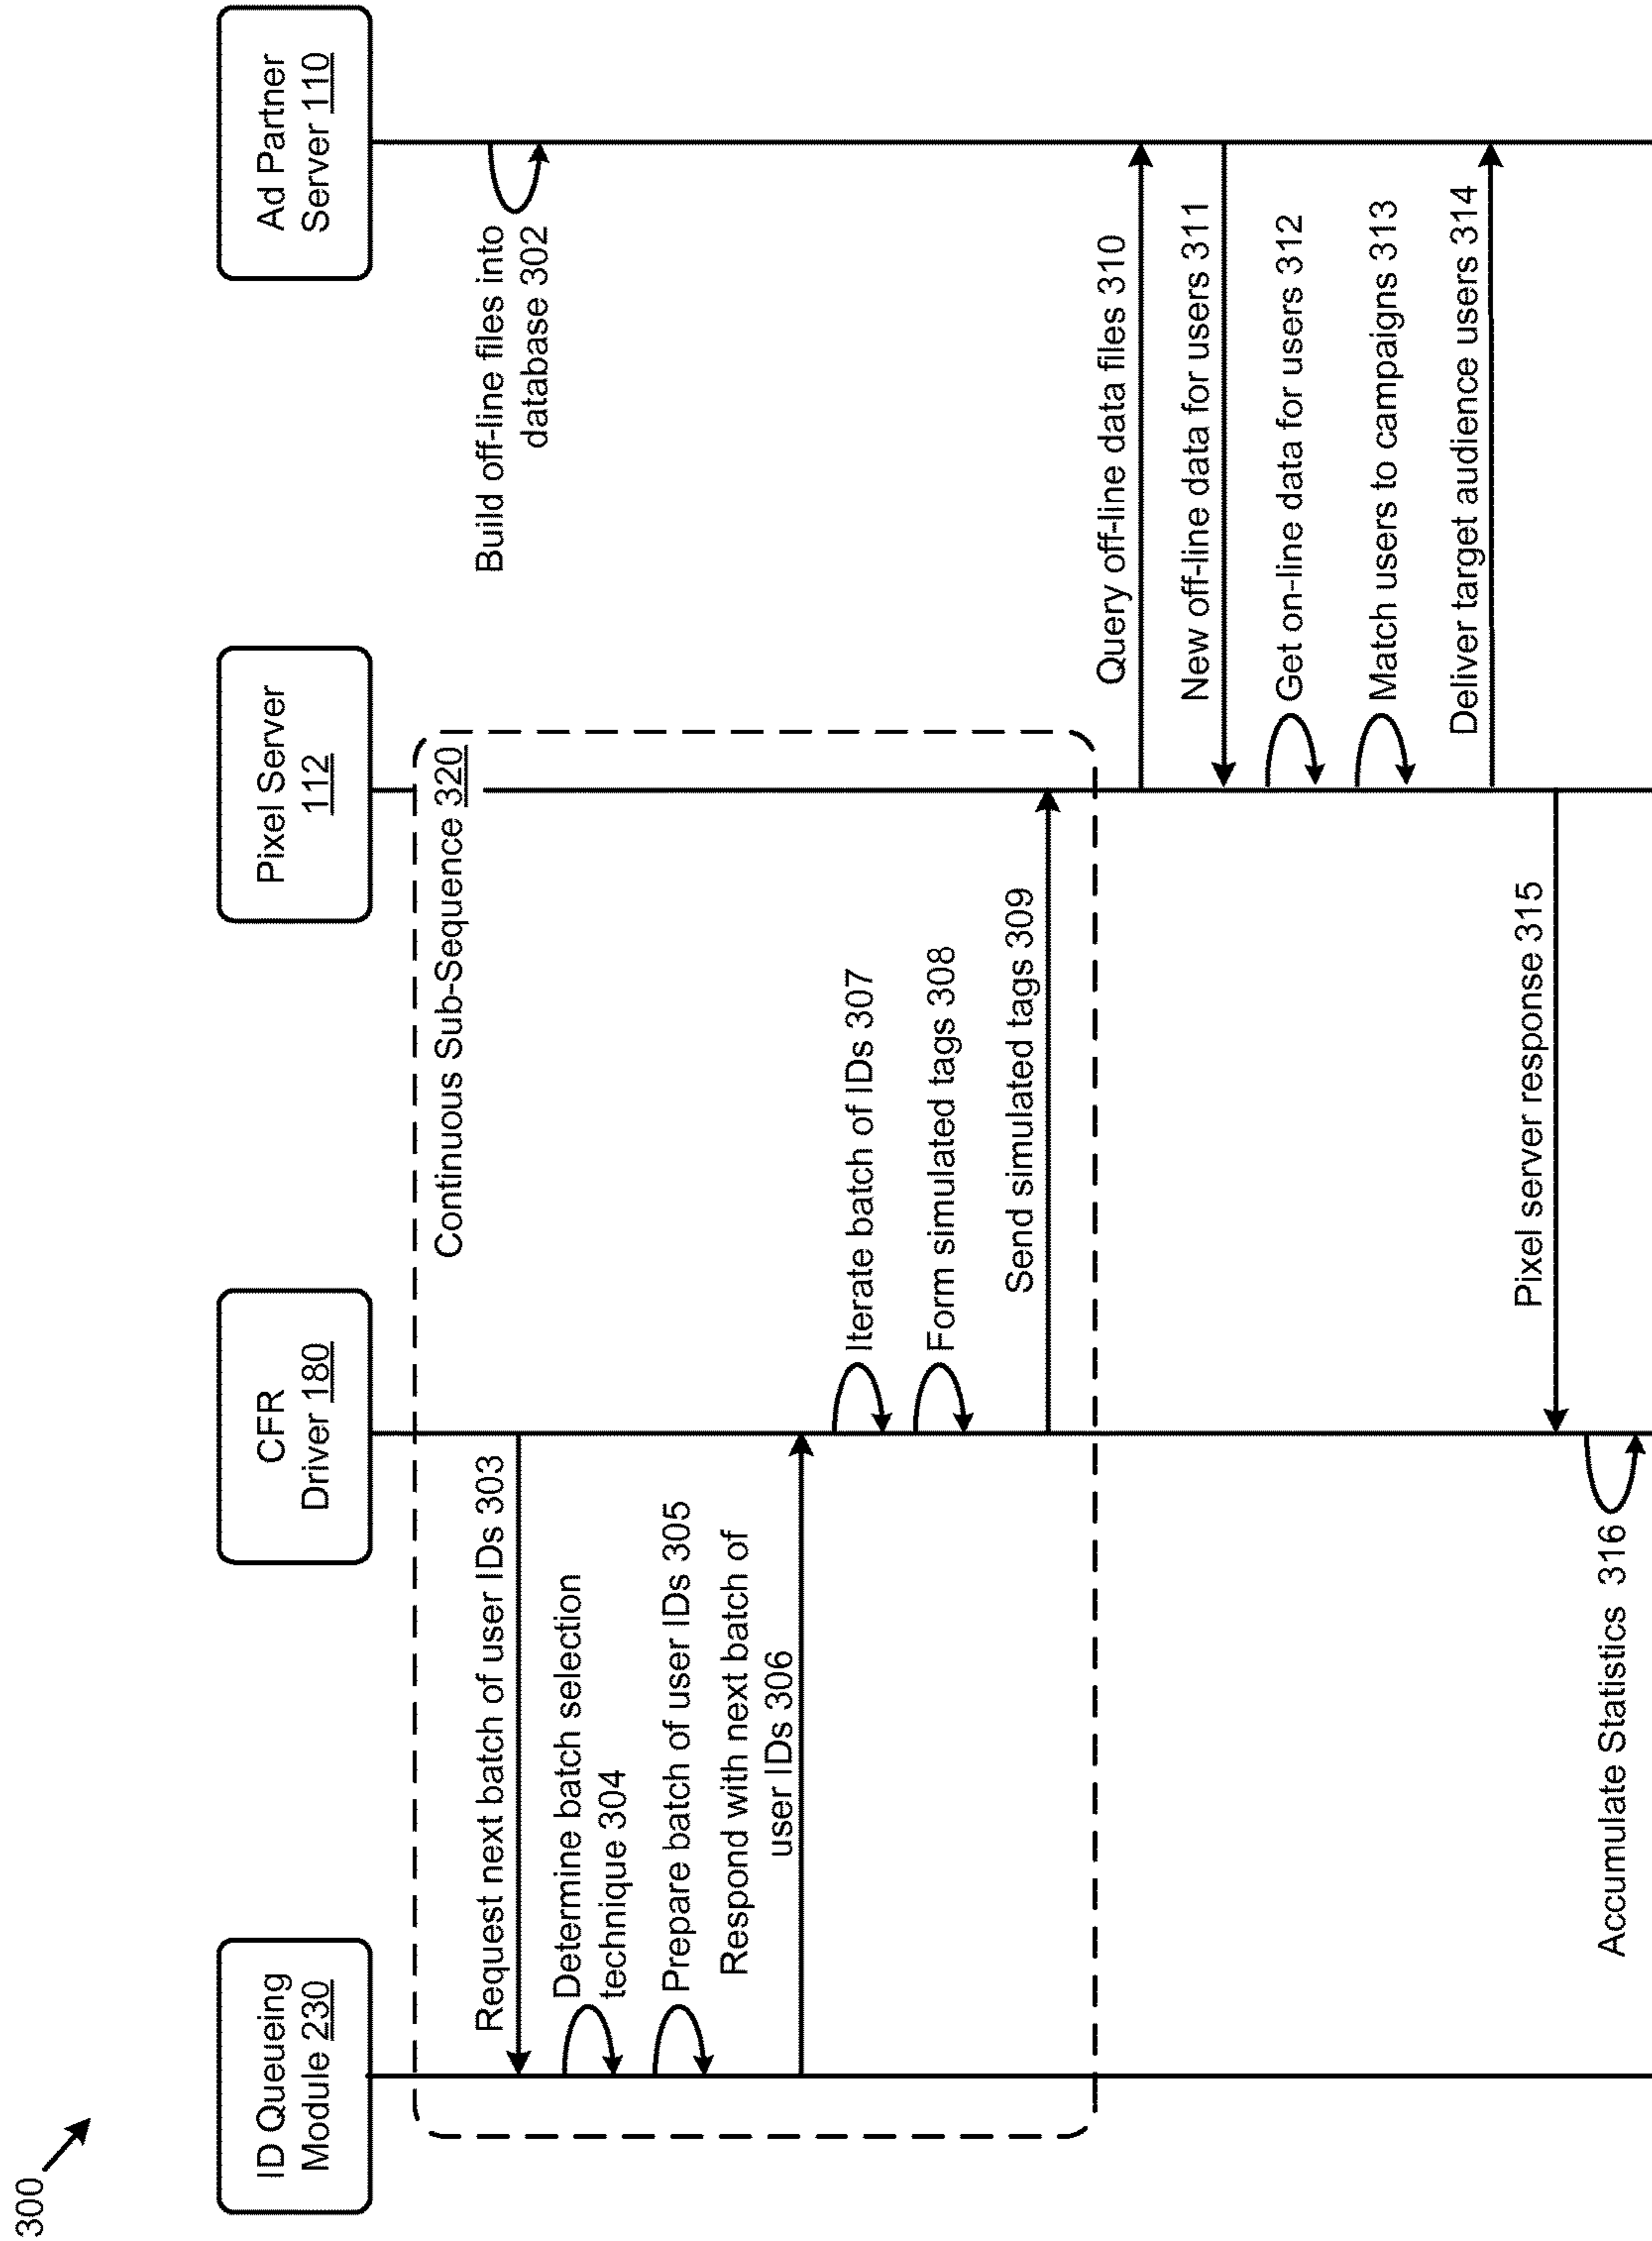 300
ID Queueing
Module 230
CFR
Driver 180
Pixel Server
112
Ad Partner
Server 110
Continuous Sub-Sequence 320
Build off-line files into
database 302
Request next batch of user IDs 303
Determine batch selection
technique 304
Prepare batch of user IDs 305
Respond with next batch of
user IDs 306
Iterate batch of IDs 307
Form simulated tags 308
Send simulated tags 309
Query off-line data files 310
New off-line data for users 311
Get on-line data for users 312
Match users to campaigns 313
Deliver target audience users 314
Pixel server response 315
Accumulate Statistics 316